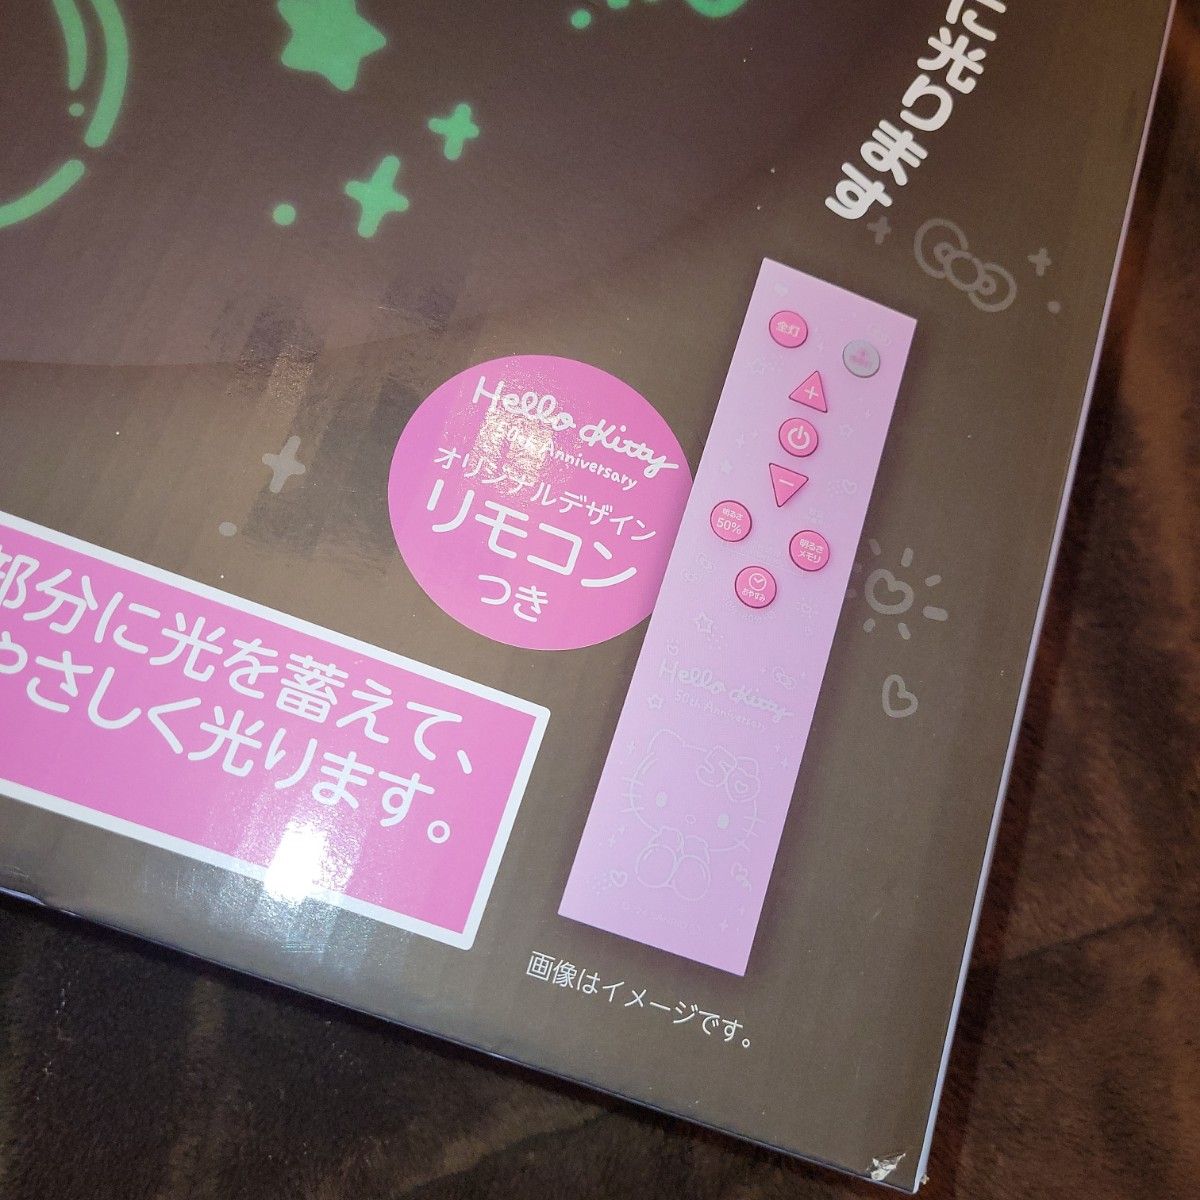 に光ります
Hello Kitty
50th Anniversary
オリジナルデザイン
リモコン
つき
部分に光を蓄えて、
やさしく光ります。
全灯
+
−
明るさ
50%
明るさ
メモリ
おやすみ
Hello Kitty
50th Anniversary
50
画像はイメージです。